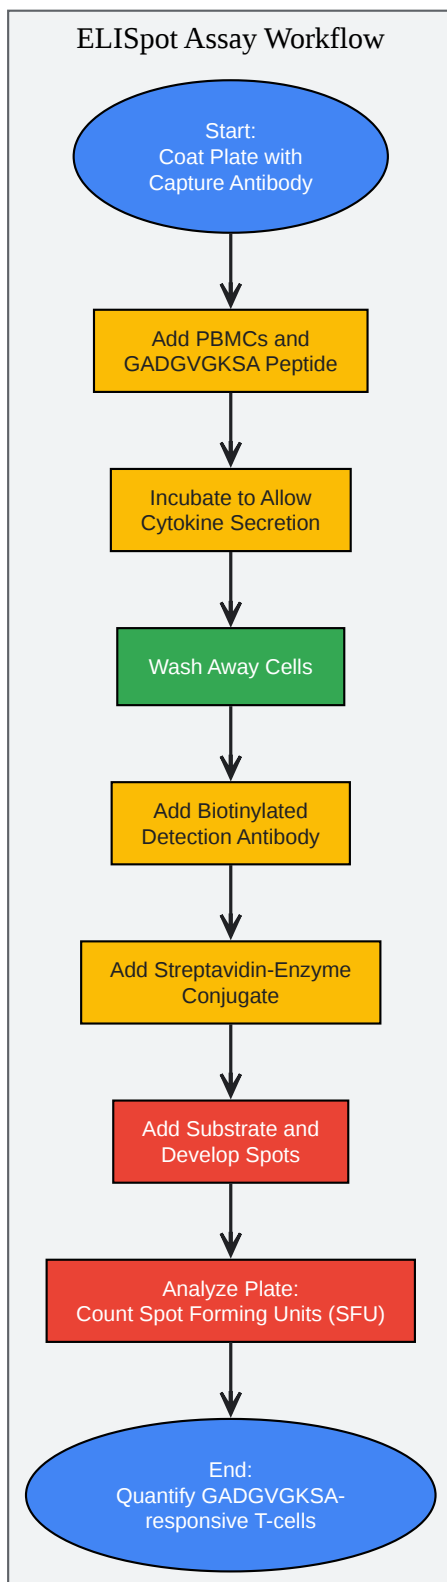 ELISpot Assay Workflow
Start:
Coat Plate with
Capture Antibody
Add PBMCs and
GADGVGKSA Peptide
Incubate to Allow
Cytokine Secretion
Wash Away Cells
Add Biotinylated
Detection Antibody
Add Streptavidin-Enzyme
Conjugate
Add Substrate and
Develop Spots
Analyze Plate:
Count Spot Forming Units (SFU)
End:
Quantify GADGVGKSA-
responsive T-cells